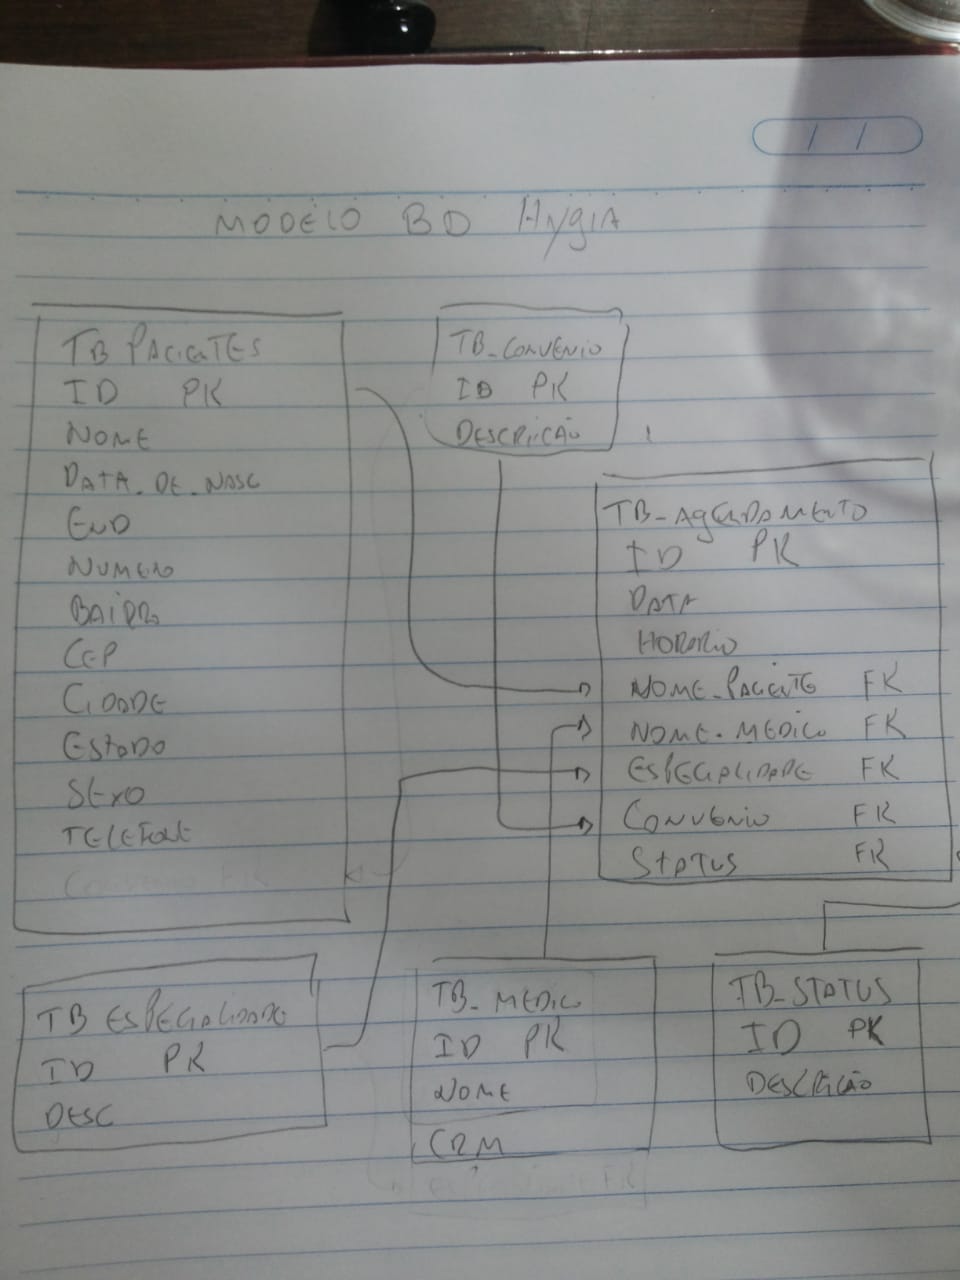 MODELO BD Hygia
TB PACIENTES
ID PK
NOME
DATA_DE_NASC
END
NUMERO
BAIRRO
CEP
CIDADE
ESTADO
SEXO
TELEFONE
TB_CONVENIO
ID PK
DESCRIÇÃO
TB_AGENDAMENTO
ID PK
DATA
HORARIO
NOME_PACIENTE FK
NOME_MEDICO FK
ESPECIALIDADE FK
CONVENIO FK
STATUS FK
TB ESPECIALIDADE
ID PK
DESC
TB_MEDICO
ID PK
NOME
CRM
TB_STATUS
ID PK
DESCRIÇÃO